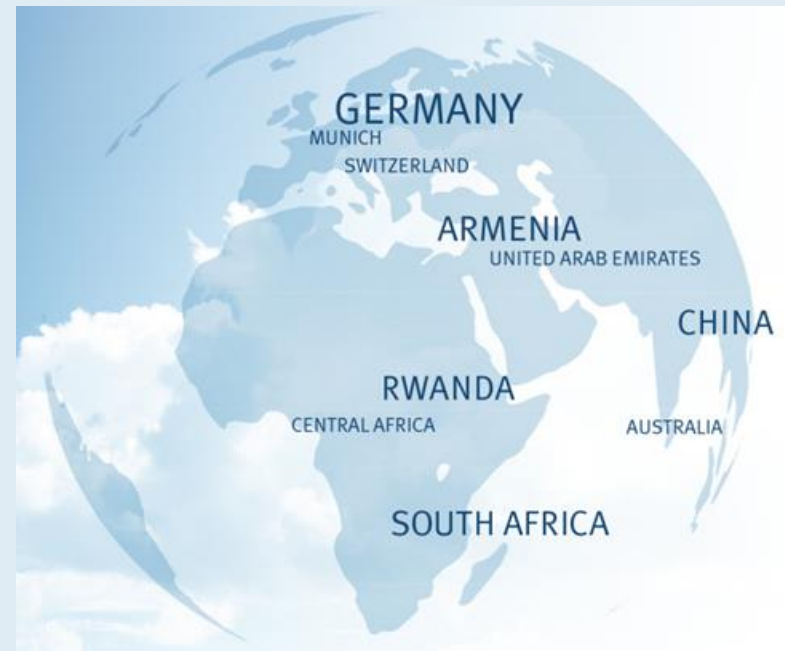 GERMANY
MUNICH
SWITZERLAND
ARMENIA
UNITED ARAB EMIRATES
CHINA
RWANDA
CENTRAL AFRICA
AUSTRALIA
SOUTH AFRICA